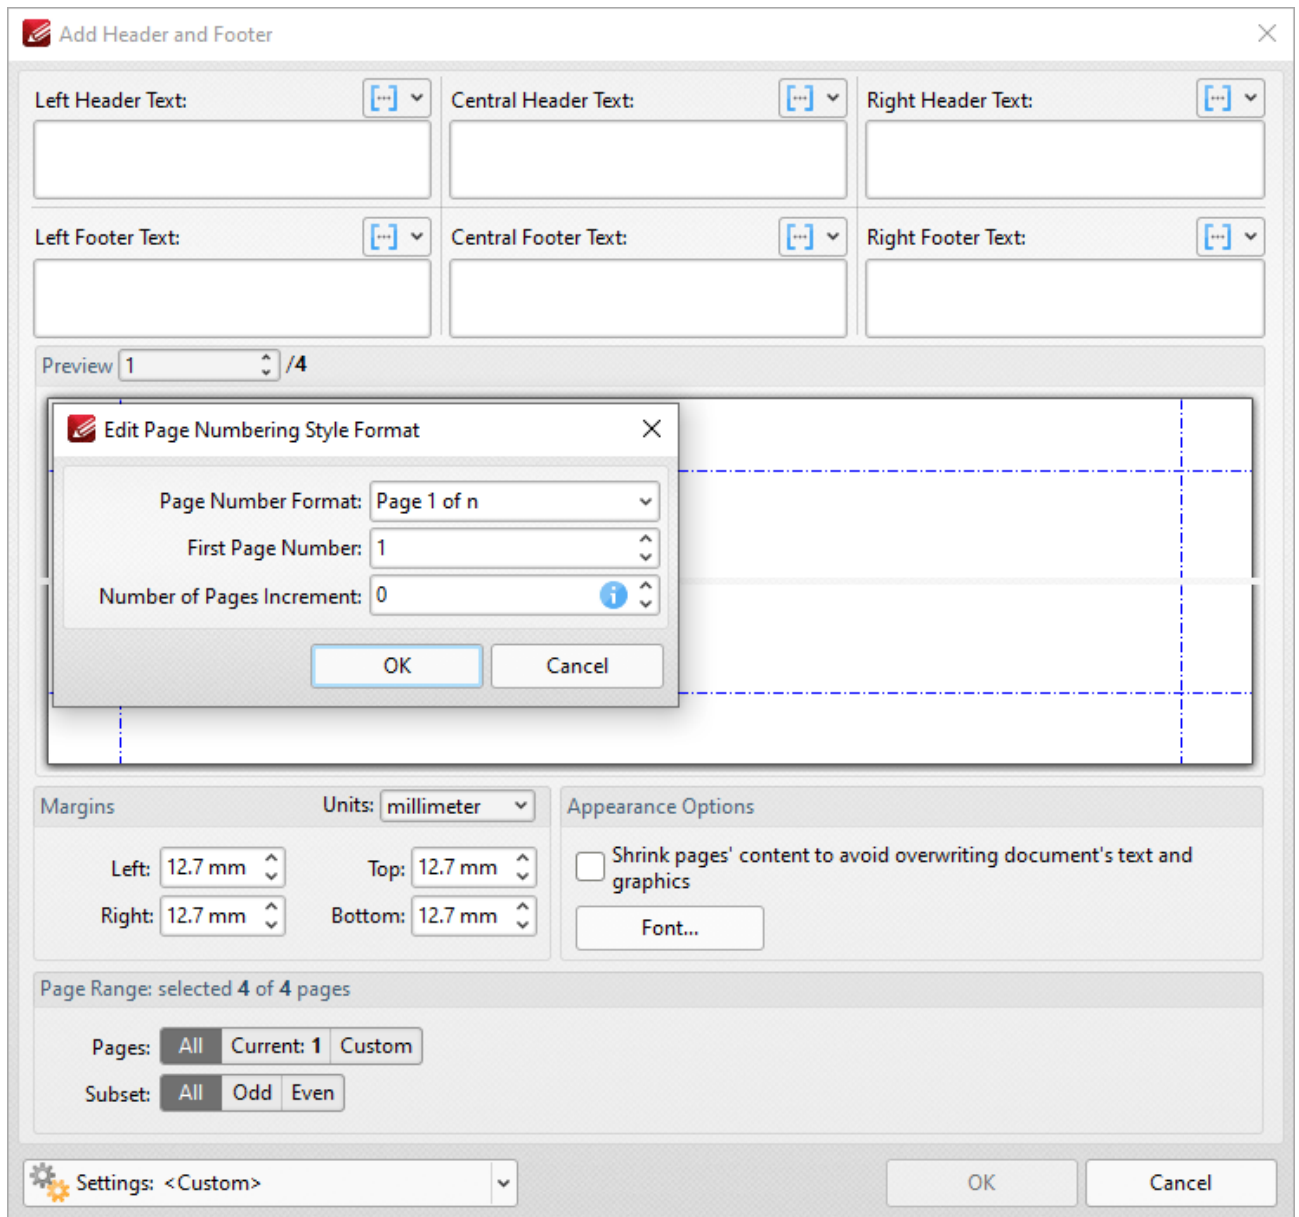 Add Header and Footer
Left Header Text:
Central Header Text:
Right Header Text:
Left Footer Text:
Central Footer Text:
Right Footer Text:
Preview 1 /4
Edit Page Numbering Style Format
Page Number Format: Page 1 of n
First Page Number: 1
Number of Pages Increment: 0
OK Cancel
Margins Units: millimeter
Left: 12.7 mm Top: 12.7 mm
Right: 12.7 mm Bottom: 12.7 mm
Appearance Options
Shrink pages' content to avoid overwriting document's text and
graphics
Font...
Page Range: selected 4 of 4 pages
Pages: All Current: 1 Custom
Subset: All Odd Even
Settings: <Custom>
OK Cancel